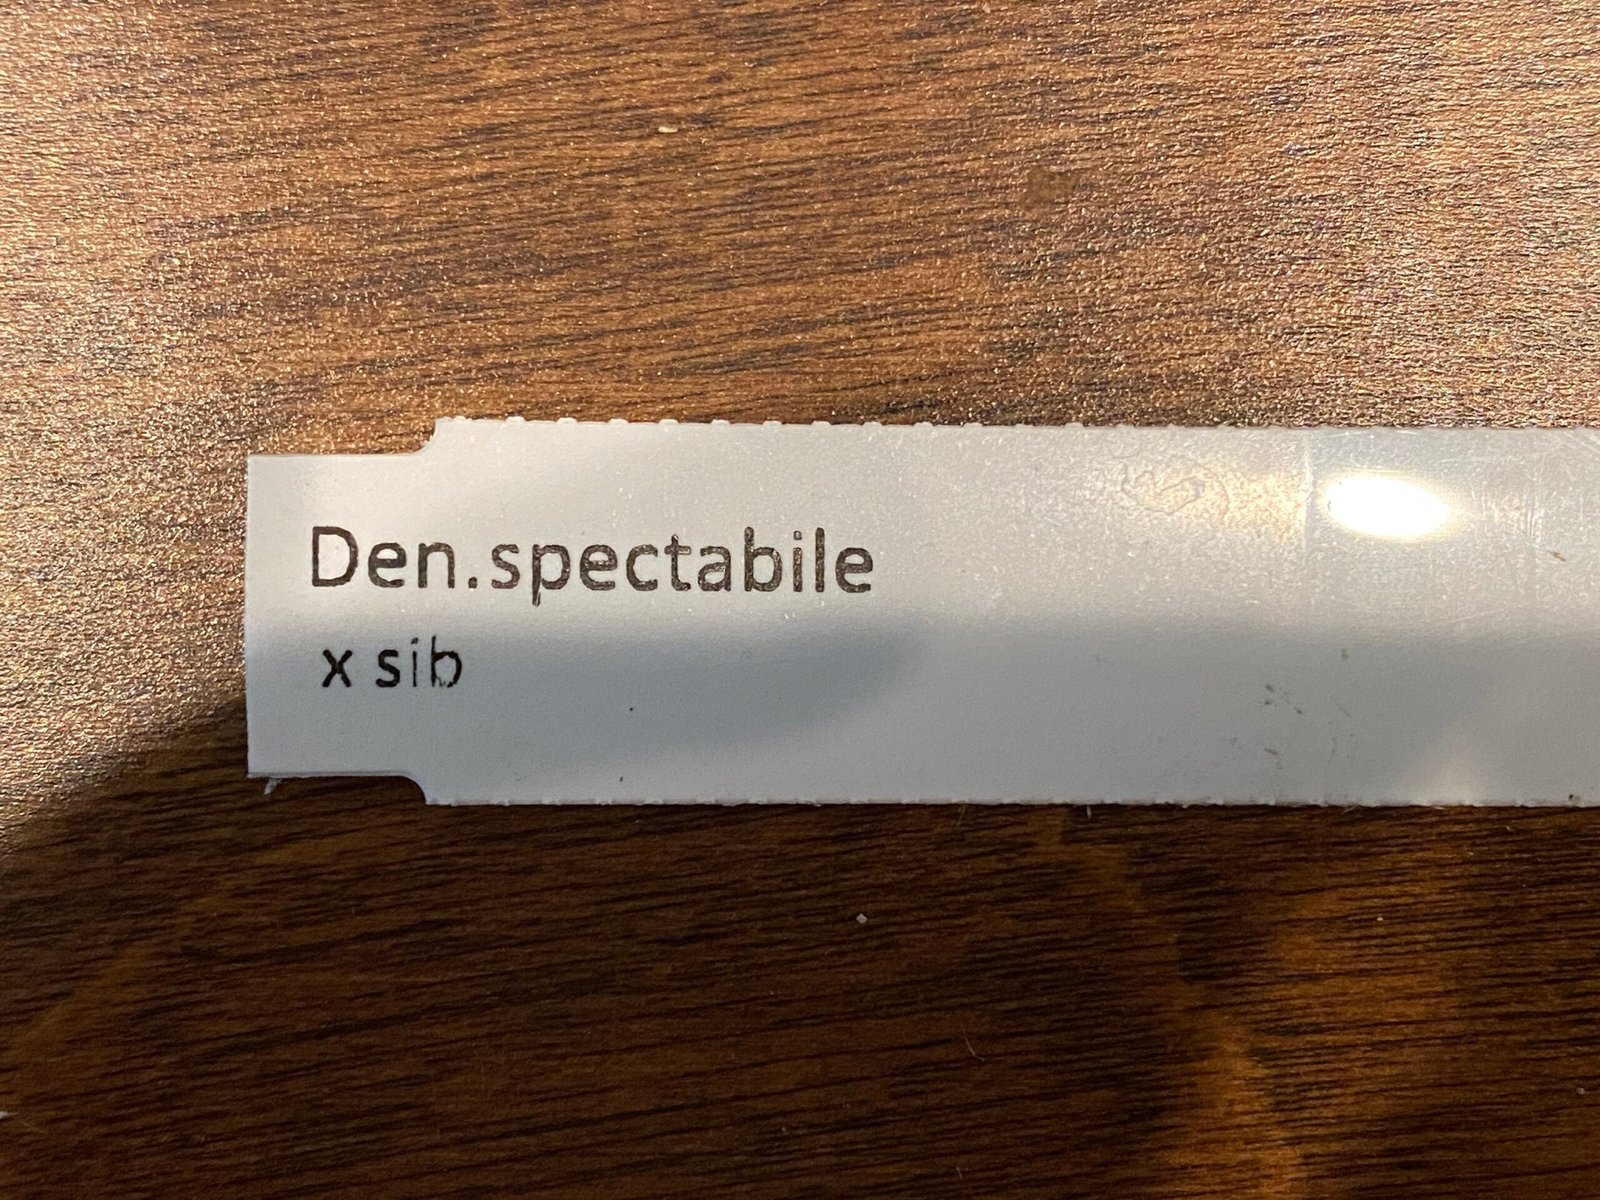 Den.spectabile
x sib